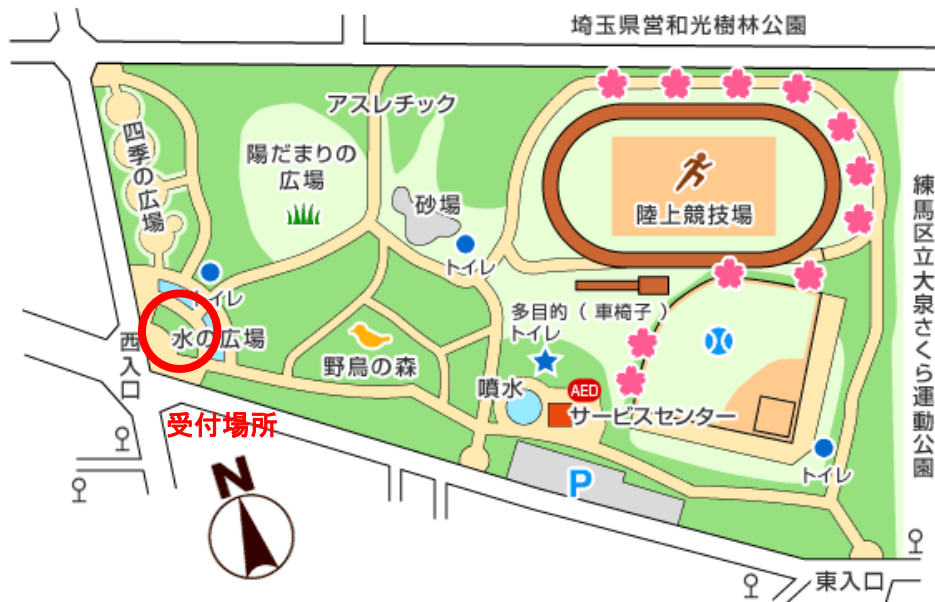 埼玉県営和光樹林公園
アスレチック
四季の広場
陽だまりの
広場
砂場
陸上競技場
練馬区立大泉さくら運動公園
トイレ
トイレ
多目的（車椅子）
トイレ
水の広場
西入口
野鳥の森
噴水
AED
サービスセンター
受付場所
トイレ
P
N
東入口